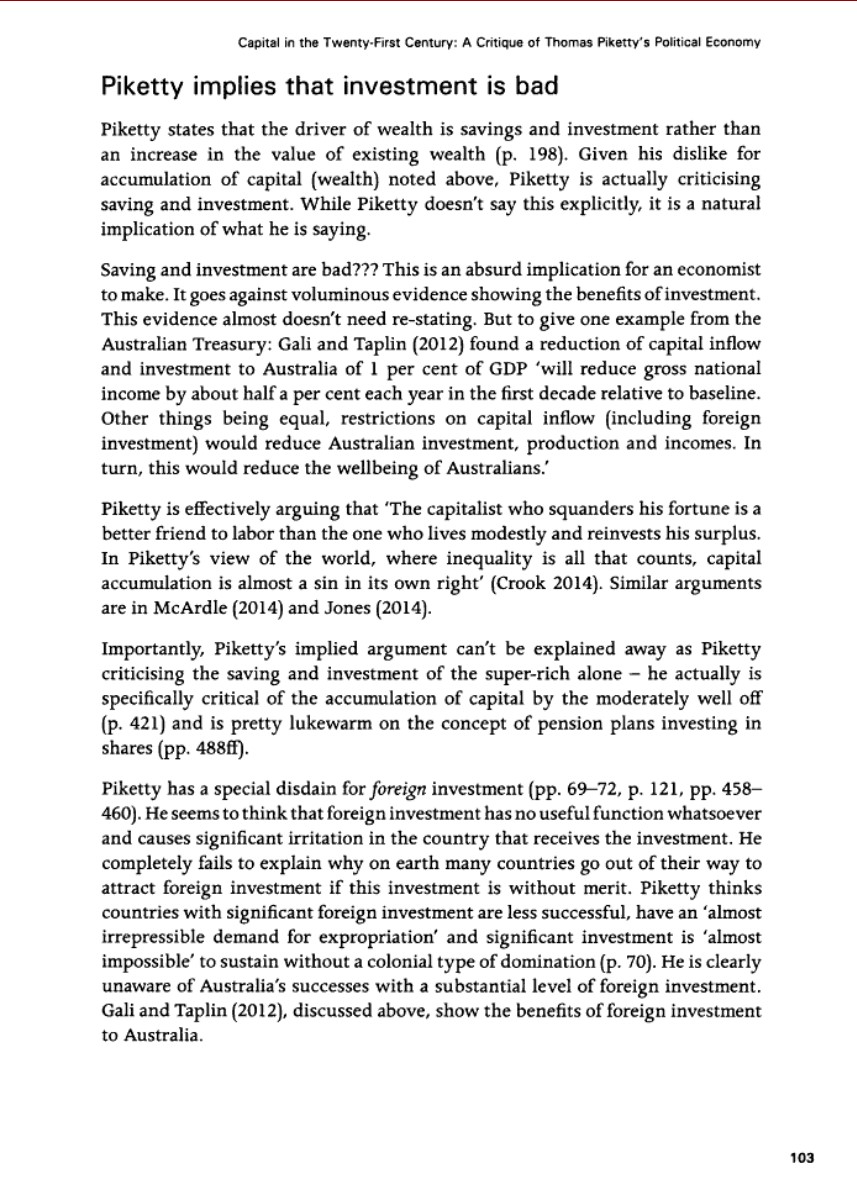 Capital in the Twenty-First Century: A Critique of Thomas Piketty's Political Economy
Piketty implies that investment is bad
Piketty states that the driver of wealth is savings and investment rather than
an increase in the value of existing wealth (p. 198). Given his dislike for
accumulation of capital (wealth) noted above, Piketty is actually criticising
saving and investment. While Piketty doesn't say this explicitly, it is a natural
implication of what he is saying.
Saving and investment are bad??? This is an absurd implication for an economist
to make. It goes against voluminous evidence showing the benefits of investment.
This evidence almost doesn't need re-stating. But to give one example from the
Australian Treasury: Gali and Taplin (2012) found a reduction of capital inflow
and investment to Australia of 1 per cent of GDP 'will reduce gross national
income by about half a per cent each year in the first decade relative to baseline.
Other things being equal, restrictions on capital inflow (including foreign
investment) would reduce Australian investment, production and incomes. In
turn, this would reduce the wellbeing of Australians.'
Piketty is effectively arguing that 'The capitalist who squanders his fortune is a
better friend to labor than the one who lives modestly and reinvests his surplus.
In Piketty's view of the world, where inequality is all that counts, capital
accumulation is almost a sin in its own right' (Crook 2014). Similar arguments
are in McArdle (2014) and Jones (2014).
Importantly, Piketty's implied argument can't be explained away as Piketty
criticising the saving and investment of the super-rich alone – he actually is
specifically critical of the accumulation of capital by the moderately well off
(p. 421) and is pretty lukewarm on the concept of pension plans investing in
shares (pp. 488ff).
Piketty has a special disdain for foreign investment (pp. 69–72, p. 121, pp. 458–
460). He seems to think that foreign investment has no useful function whatsoever
and causes significant irritation in the country that receives the investment. He
completely fails to explain why on earth many countries go out of their way to
attract foreign investment if this investment is without merit. Piketty thinks
countries with significant foreign investment are less successful, have an 'almost
irrepressible demand for expropriation' and significant investment is 'almost
impossible' to sustain without a colonial type of domination (p. 70). He is clearly
unaware of Australia's successes with a substantial level of foreign investment.
Gali and Taplin (2012), discussed above, show the benefits of foreign investment
to Australia.
103